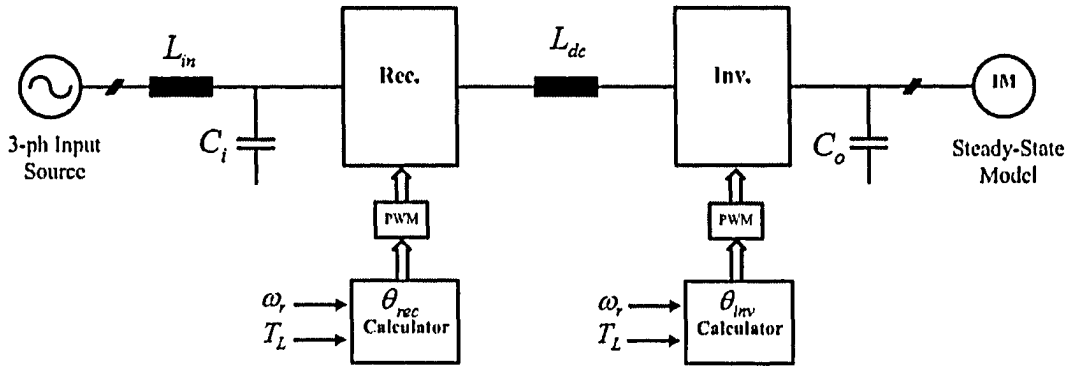 L_in
Rec.
L_dc
Inv.
IM
3-ph Input
Source
C_i
C_o
Steady-State
Model
PWM
PWM
ω_r
T_L
θ_rec
Calculator
ω_r
T_L
θ_inv
Calculator